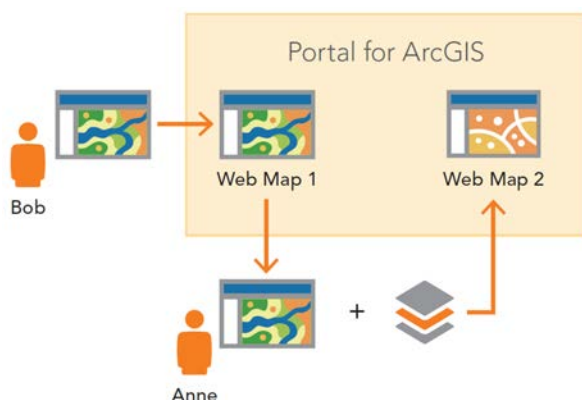 Portal for ArcGIS
Web Map 1
Web Map 2
Bob
+
Anne